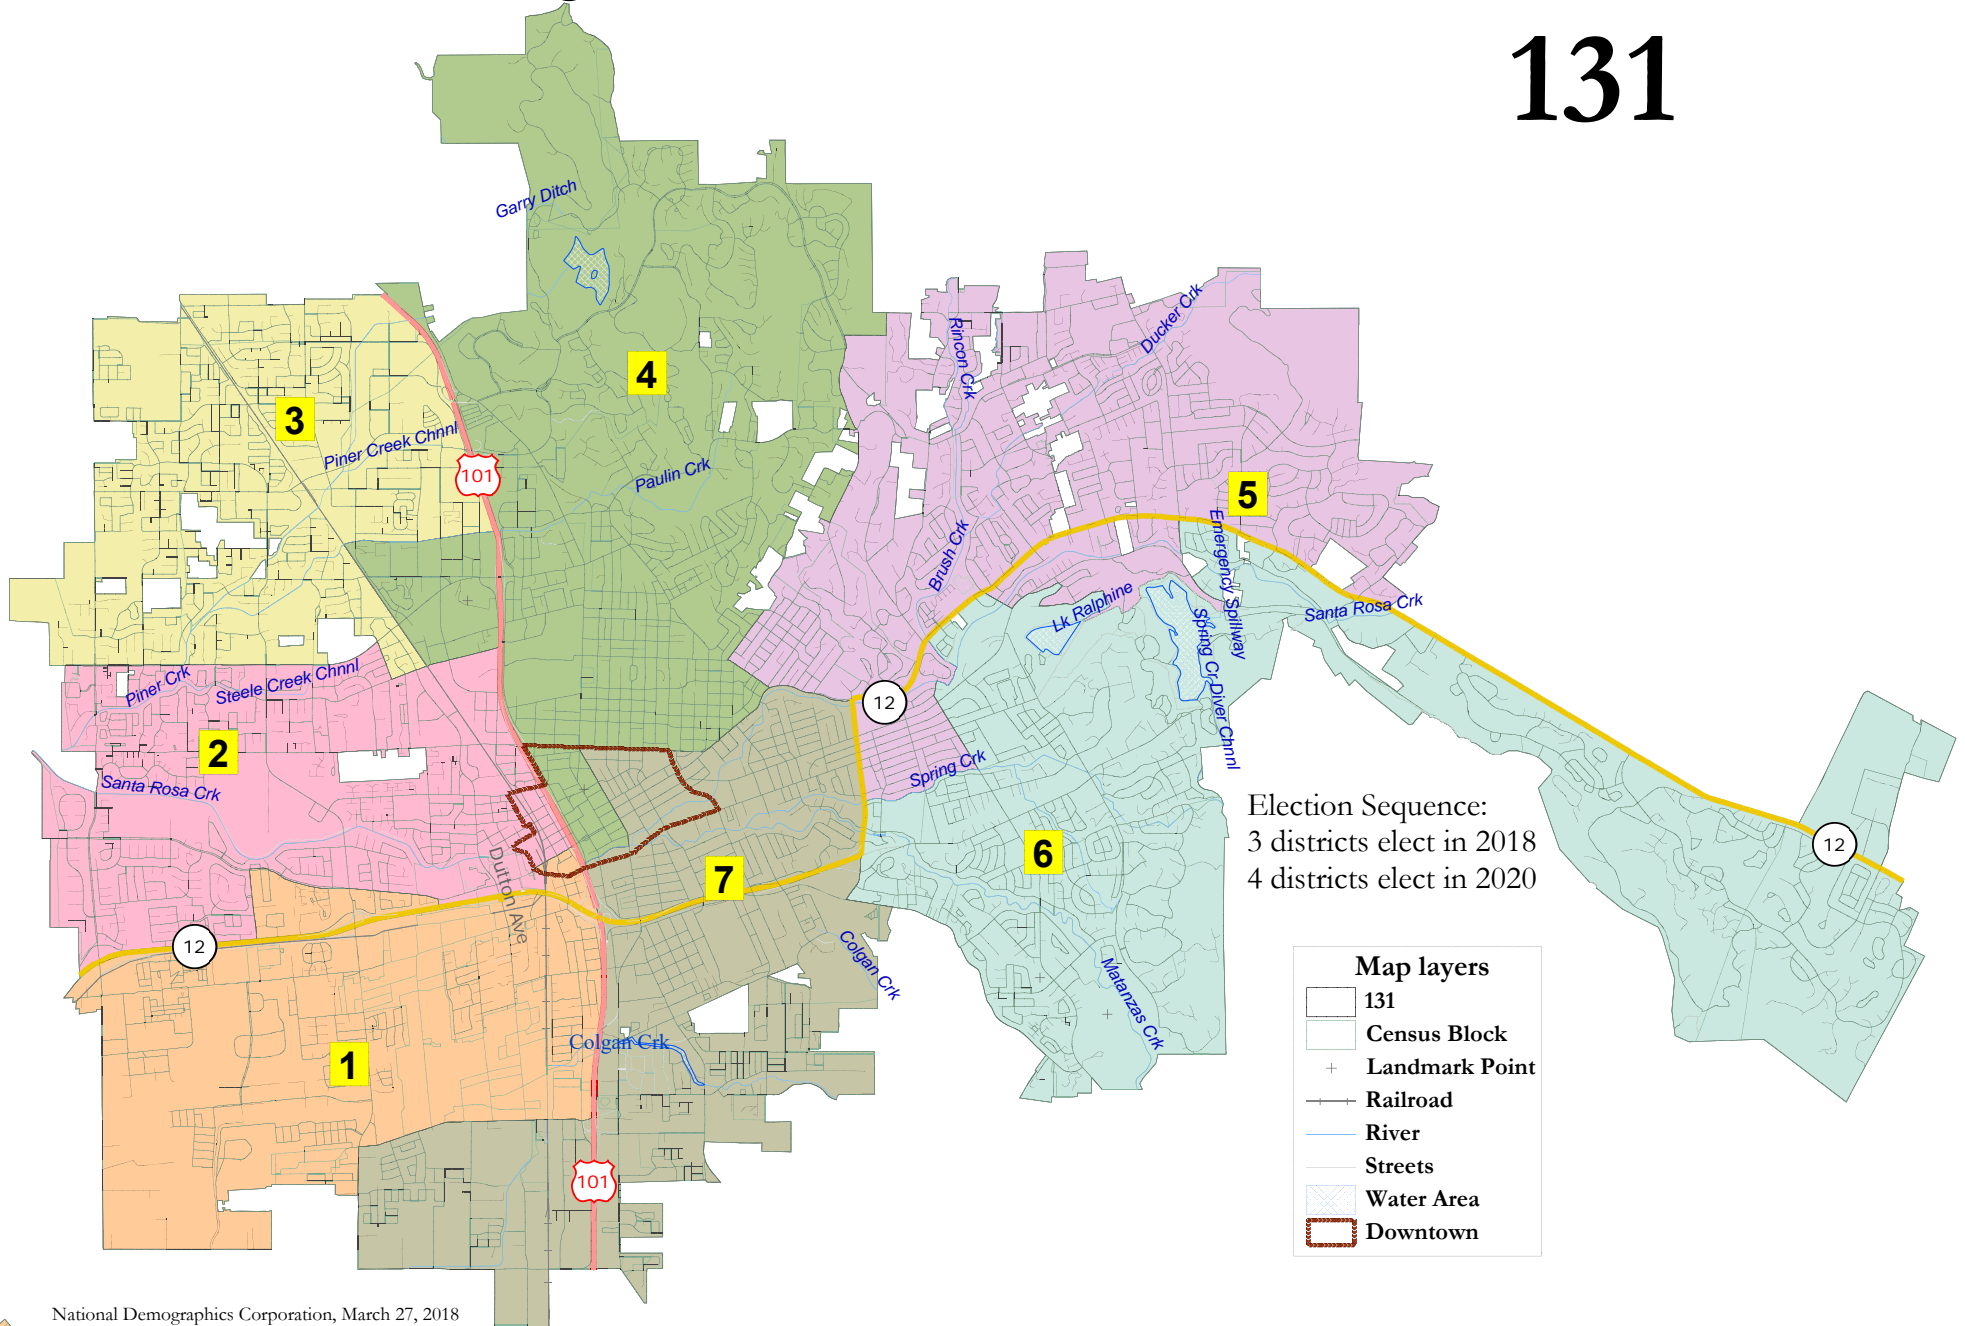 131
Garry Ditch
Ducker Crk
Rincon Crk
4
3
Piner Creek Chnnl
101
Paulin Crk
5
Emergency Spillway
Brush Crk
Lk Ralphine
Santa Rosa Crk
Spring Cr Diver Chnnl
Piner Crk
Steele Creek Chnnl
12
2
Spring Crk
Santa Rosa Crk
Election Sequence:
3 districts elect in 2018
4 districts elect in 2020
12
Dutton Ave
7
6
12
Colgan Crk
Matanzas Crk
Colgan Crk
1
101
Map layers
131
Census Block
Landmark Point
Railroad
River
Streets
Water Area
Downtown
National Demographics Corporation, March 27, 2018